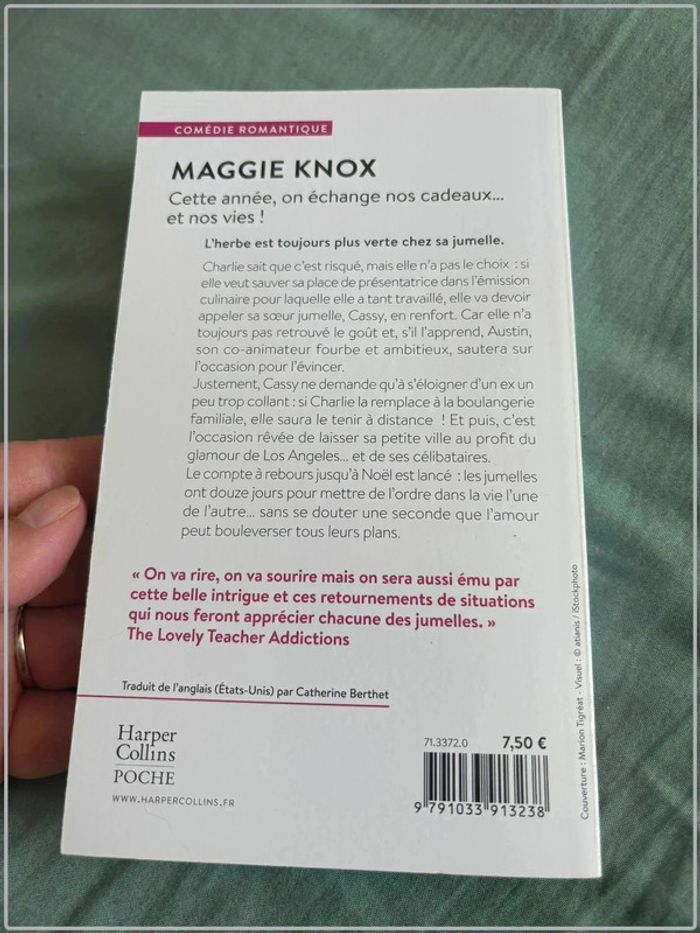 COMÉDIE ROMANTIQUE
MAGGIE KNOX
Cette année, on échange nos cadeaux...
et nos vies !
L'herbe est toujours plus verte chez sa jumelle.
Charlie sait que c'est risqué, mais elle n'a pas le choix : si
elle veut sauver sa place de présentatrice dans l'émission
culinaire pour laquelle elle a tant travaillé, elle va devoir
appeler sa sœur jumelle, Cassy, en renfort. Car elle n'a
toujours pas retrouvé le goût et, s'il l'apprend, Austin,
son co-animateur fourbe et ambitieux, sautera sur
l'occasion pour l'évincer.
Justement, Cassy ne demande qu'à s'éloigner d'un ex un
peu trop collant : si Charlie la remplace à la boulangerie
familiale, elle saura le tenir à distance ! Et puis, c'est
l'occasion rêvée de laisser sa petite ville au profit du
glamour de Los Angeles... et de ses célibataires.
Le compte à rebours jusqu'à Noël est lancé : les jumelles
ont douze jours pour mettre de l'ordre dans la vie l'une
de l'autre... sans se douter une seconde que l'amour
peut bouleverser tous leurs plans.
« On va rire, on va sourire mais on sera aussi ému par
cette belle intrigue et ces retournements de situations
qui nous feront apprécier chacune des jumelles. »
The Lovely Teacher Addictions
Traduit de l'anglais (États-Unis) par Catherine Berthet
Harper
Collins
POCHE
WWW.HARPERCOLLINS.FR
71.3372.0
7,50 €
9 791033 913238
Couverture : Marion Tigréat - Visuel : © atianis / iStockphoto